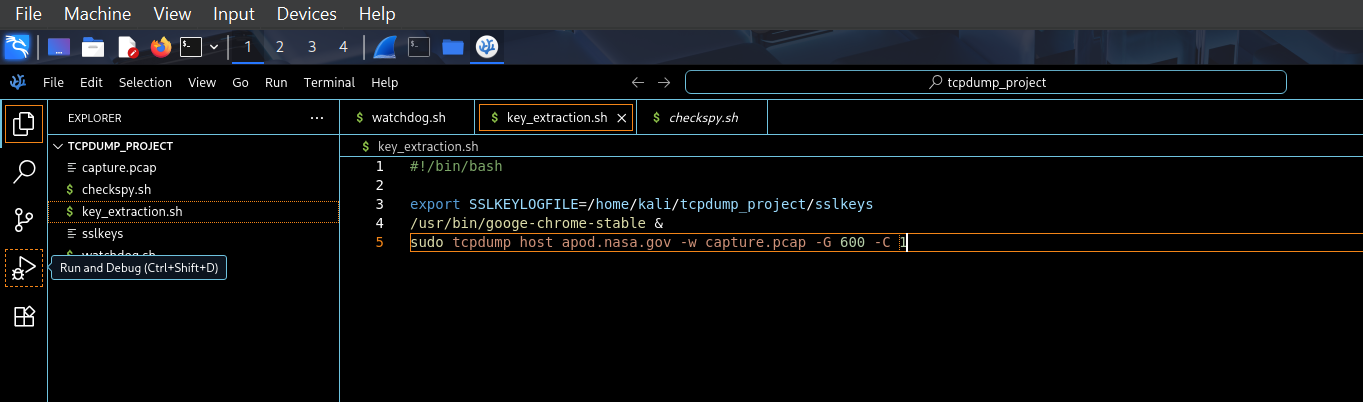 File Machine View Input Devices Help
1 2 3 4
File Edit Selection View Go Run Terminal Help
tcpdump_project
EXPLORER
watchdog.sh
key_extraction.sh
checkspy.sh
TCPDUMP_PROJECT
capture.pcap
checkspy.sh
key_extraction.sh
sslkeys
watchdog.sh
Run and Debug (Ctrl+Shift+D)
$ key_extraction.sh
1 #!/bin/bash
2
3 export SSLKEYLOGFILE=/home/kali/tcpdump_project/sslkeys
4 /usr/bin/googe-chrome-stable &
5 sudo tcpdump host apod.nasa.gov -w capture.pcap -G 600 -C 1